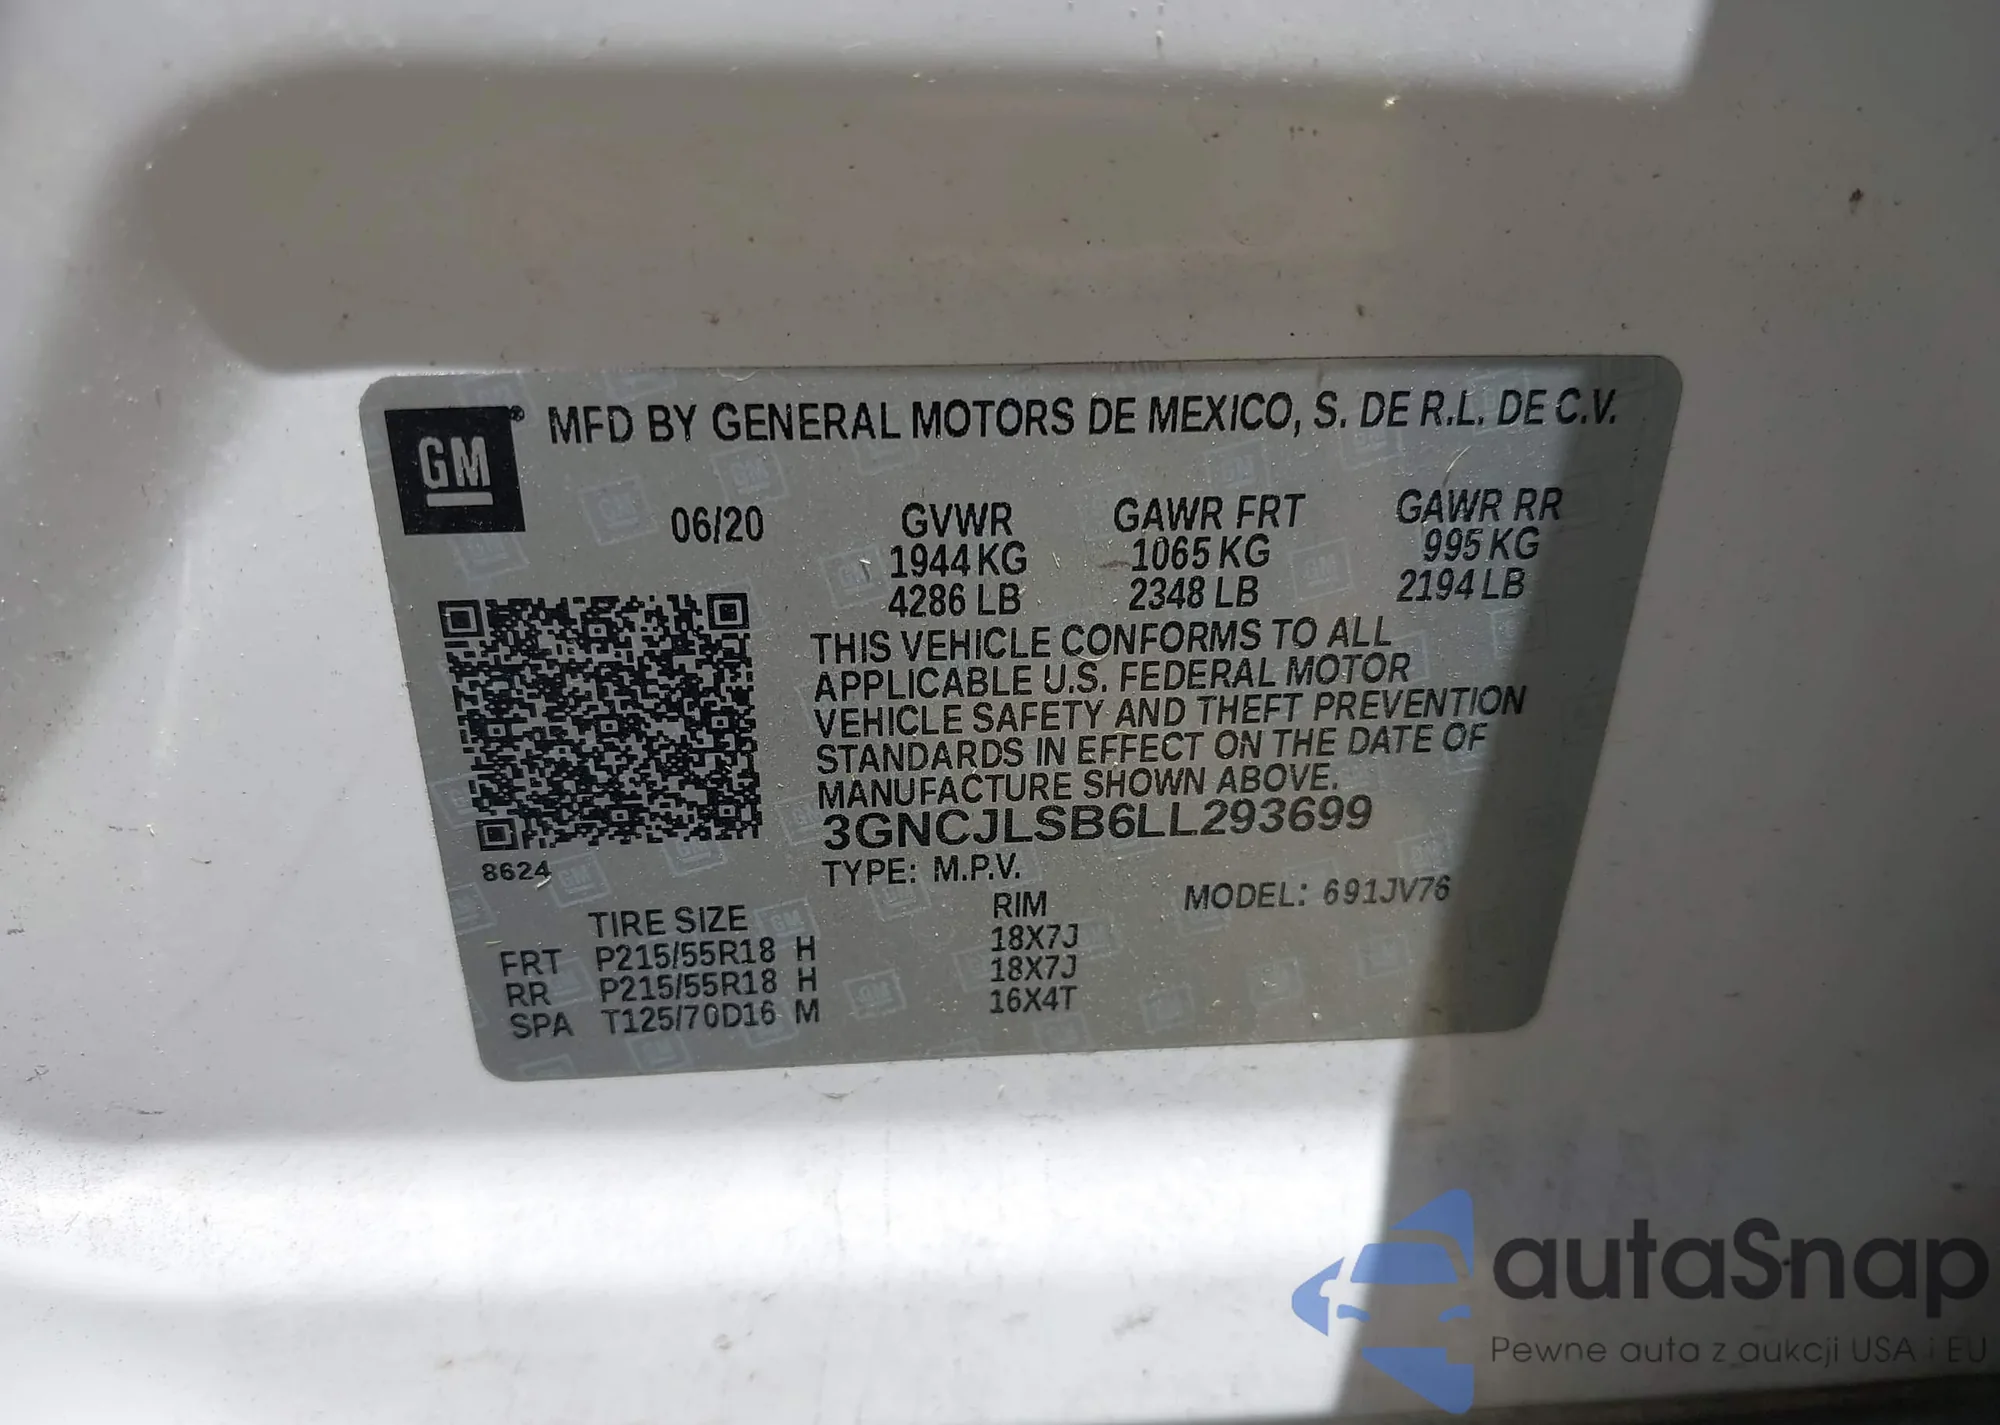 GM
MFD BY GENERAL MOTORS DE MEXICO, S. DE R.L. DE C.V.
06/20
GVWR GAWR FRT GAWR RR
1944 KG 1065 KG 995 KG
4286 LB 2348 LB 2194 LB
THIS VEHICLE CONFORMS TO ALL
APPLICABLE U.S. FEDERAL MOTOR
VEHICLE SAFETY AND THEFT PREVENTION
STANDARDS IN EFFECT ON THE DATE OF
MANUFACTURE SHOWN ABOVE.
3GNCJLSB6LL293699
8624
TYPE: M.P.V. MODEL: 691JV76
TIRE SIZE RIM
FRT P215/55R18 H 18X7J
RR P215/55R18 H 18X7J
SPA T125/70D16 M 16X4T
autaSnap
Pewne auta z aukcji USA i EU